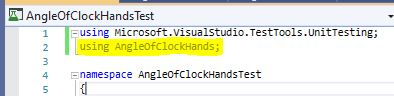 AngleOfClockHandsTest
1 using Microsoft.VisualStudio.TestTools.UnitTesting;
2 using AngleOfClockHands;
3
4 namespace AngleOfClockHandsTest
5 {